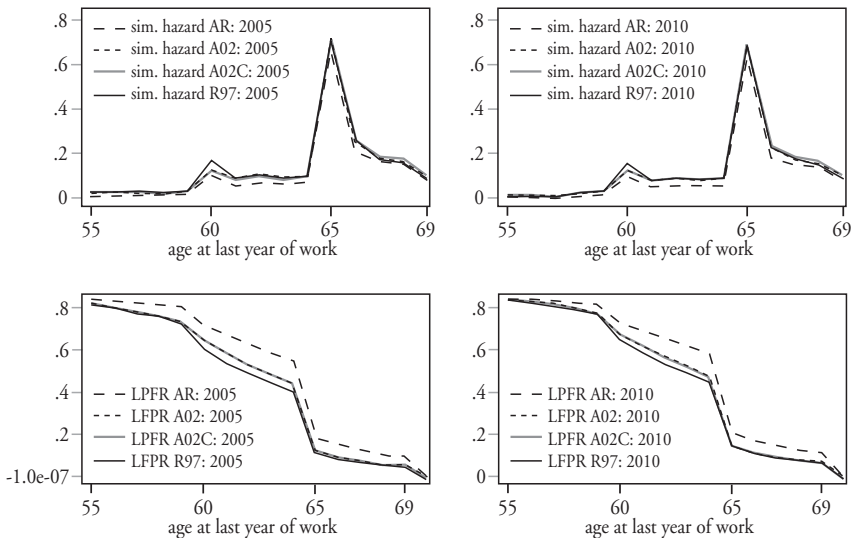 .8
.6
.4
.2
0
sim. hazard AR: 2005
sim. hazard A02: 2005
sim. hazard A02C: 2005
sim. hazard R97: 2005
55
60
65
69
age at last year of work
sim. hazard AR: 2010
sim. hazard A02: 2010
sim. hazard A02C: 2010
sim. hazard R97: 2010
.8
.6
.4
.2
0
55
60
65
69
age at last year of work
.8
.6
.4
.2
-1.0e-07
LPFR AR: 2005
LFPR A02: 2005
LPFR A02C: 2005
LFPR R97: 2005
55
60
65
69
age at last year of work
.8
.6
.4
.2
0
LPFR AR: 2010
LFPR A02: 2010
LPFR A02C: 2010
LFPR R97: 2010
55
60
65
69
age at last year of work